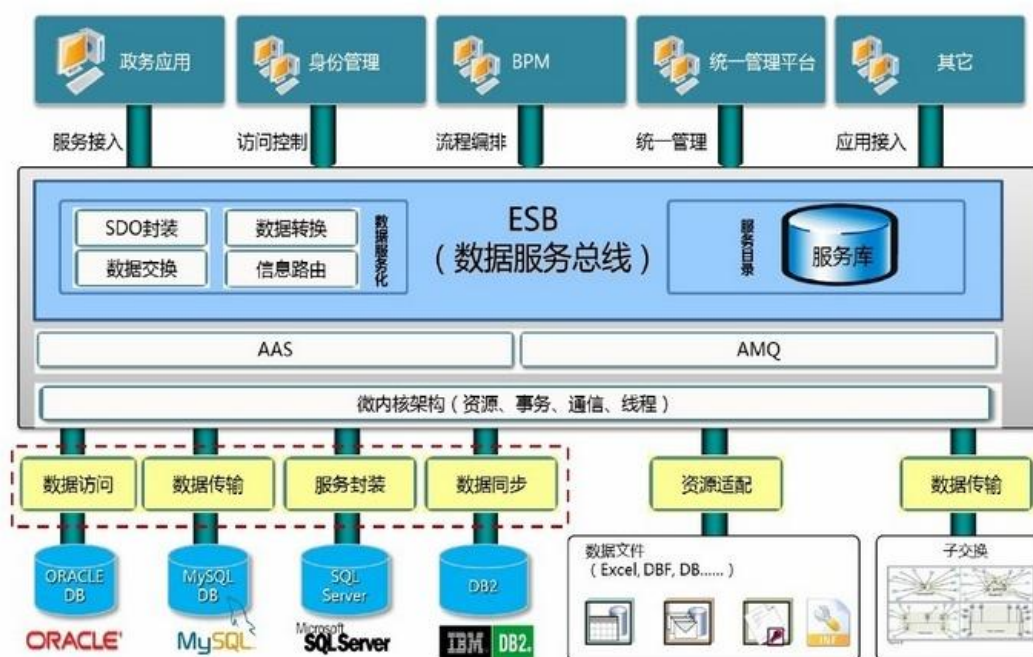 政务应用
身份管理
BPM
统一管理平台
其它
服务接入
访问控制
流程编排
统一管理
应用接入
SDO封装
数据转换
数据交换
信息路由
数据服务化
ESB
（数据服务总线）
服务目录
服务库
AAS
AMQ
微内核架构（资源、事务、通信、线程）
数据访问
数据传输
服务封装
数据同步
资源适配
数据传输
ORACLE
DB
MySQL
DB
SQL
Server
DB2
数据文件
（Excel, DBF, DB……）
子交换
ORACLE
MySQL
Microsoft
SQL Server
IBM DB2.
INF